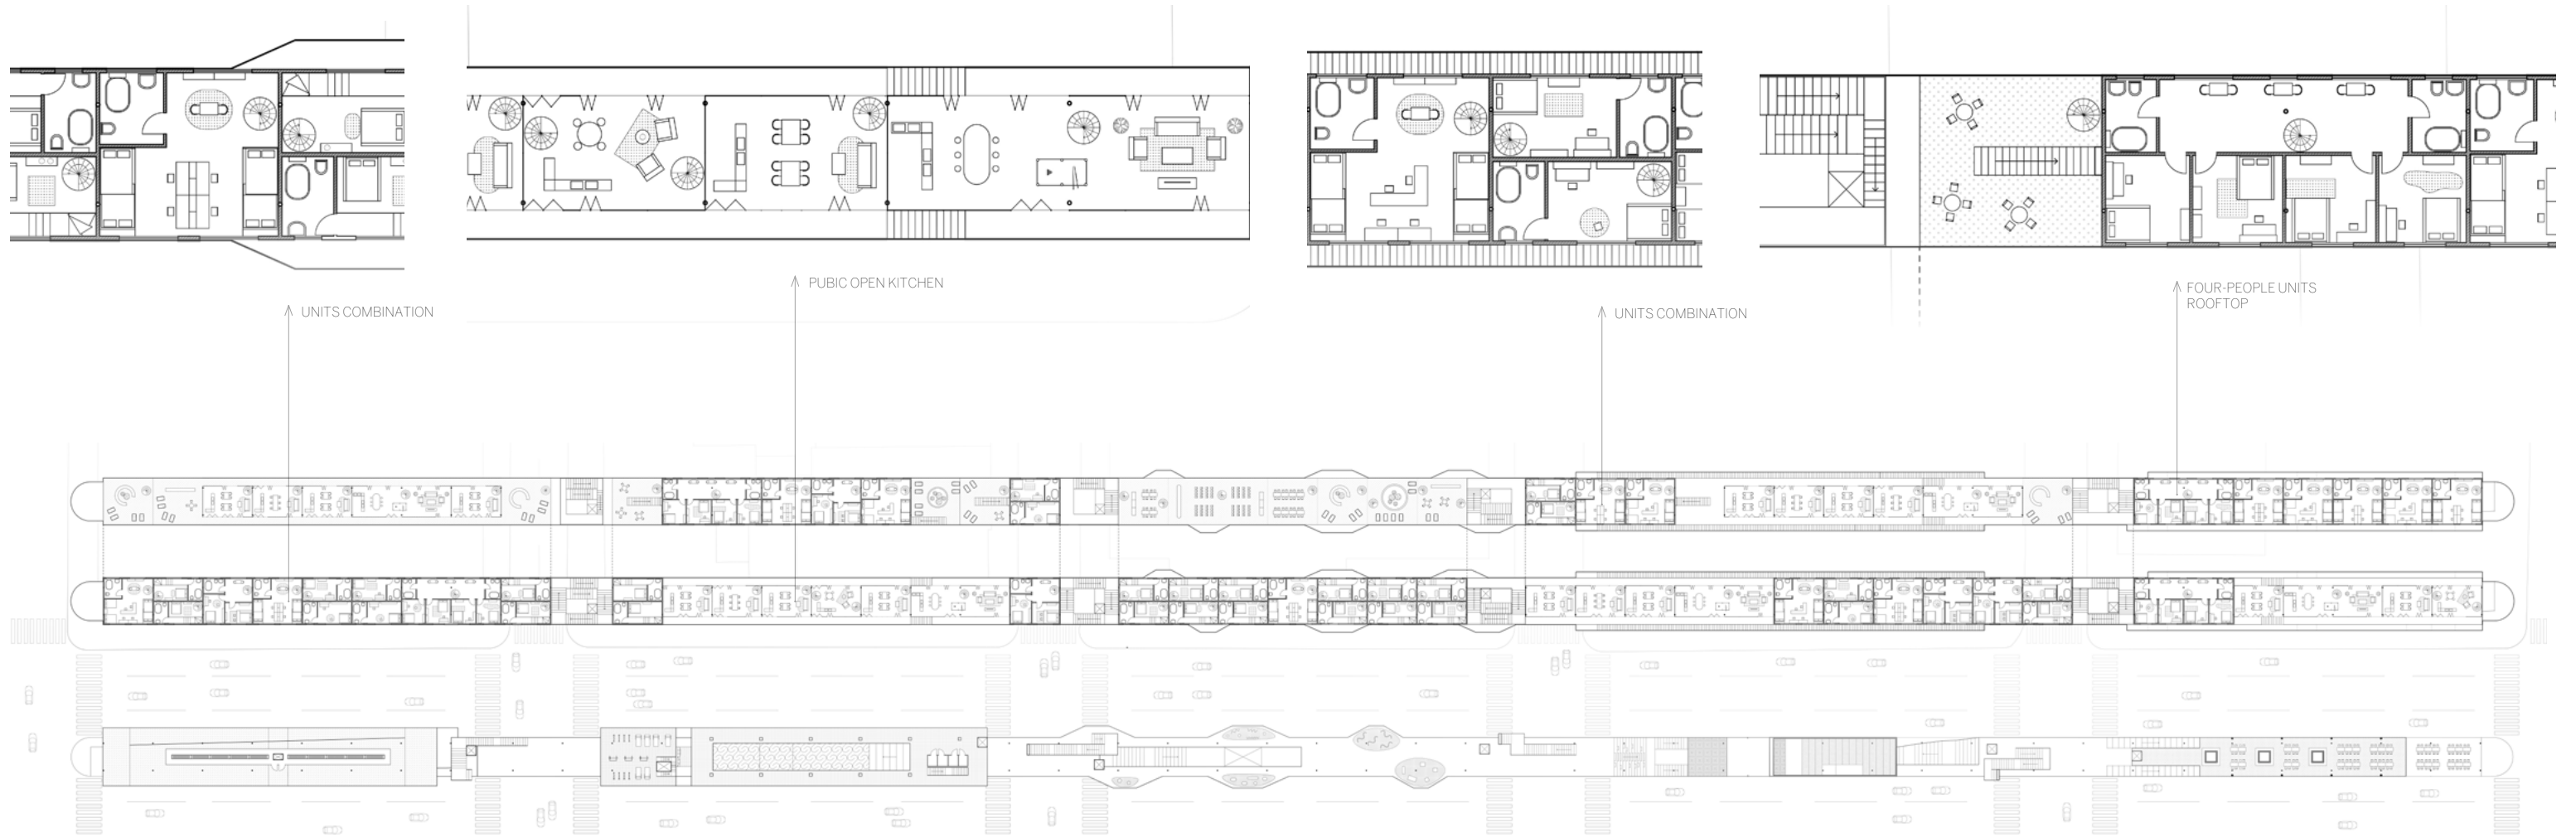 PUBIC OPEN KITCHEN
FOUR-PEOPLE UNITS
ROOFTOP
UNITS COMBINATION
UNITS COMBINATION